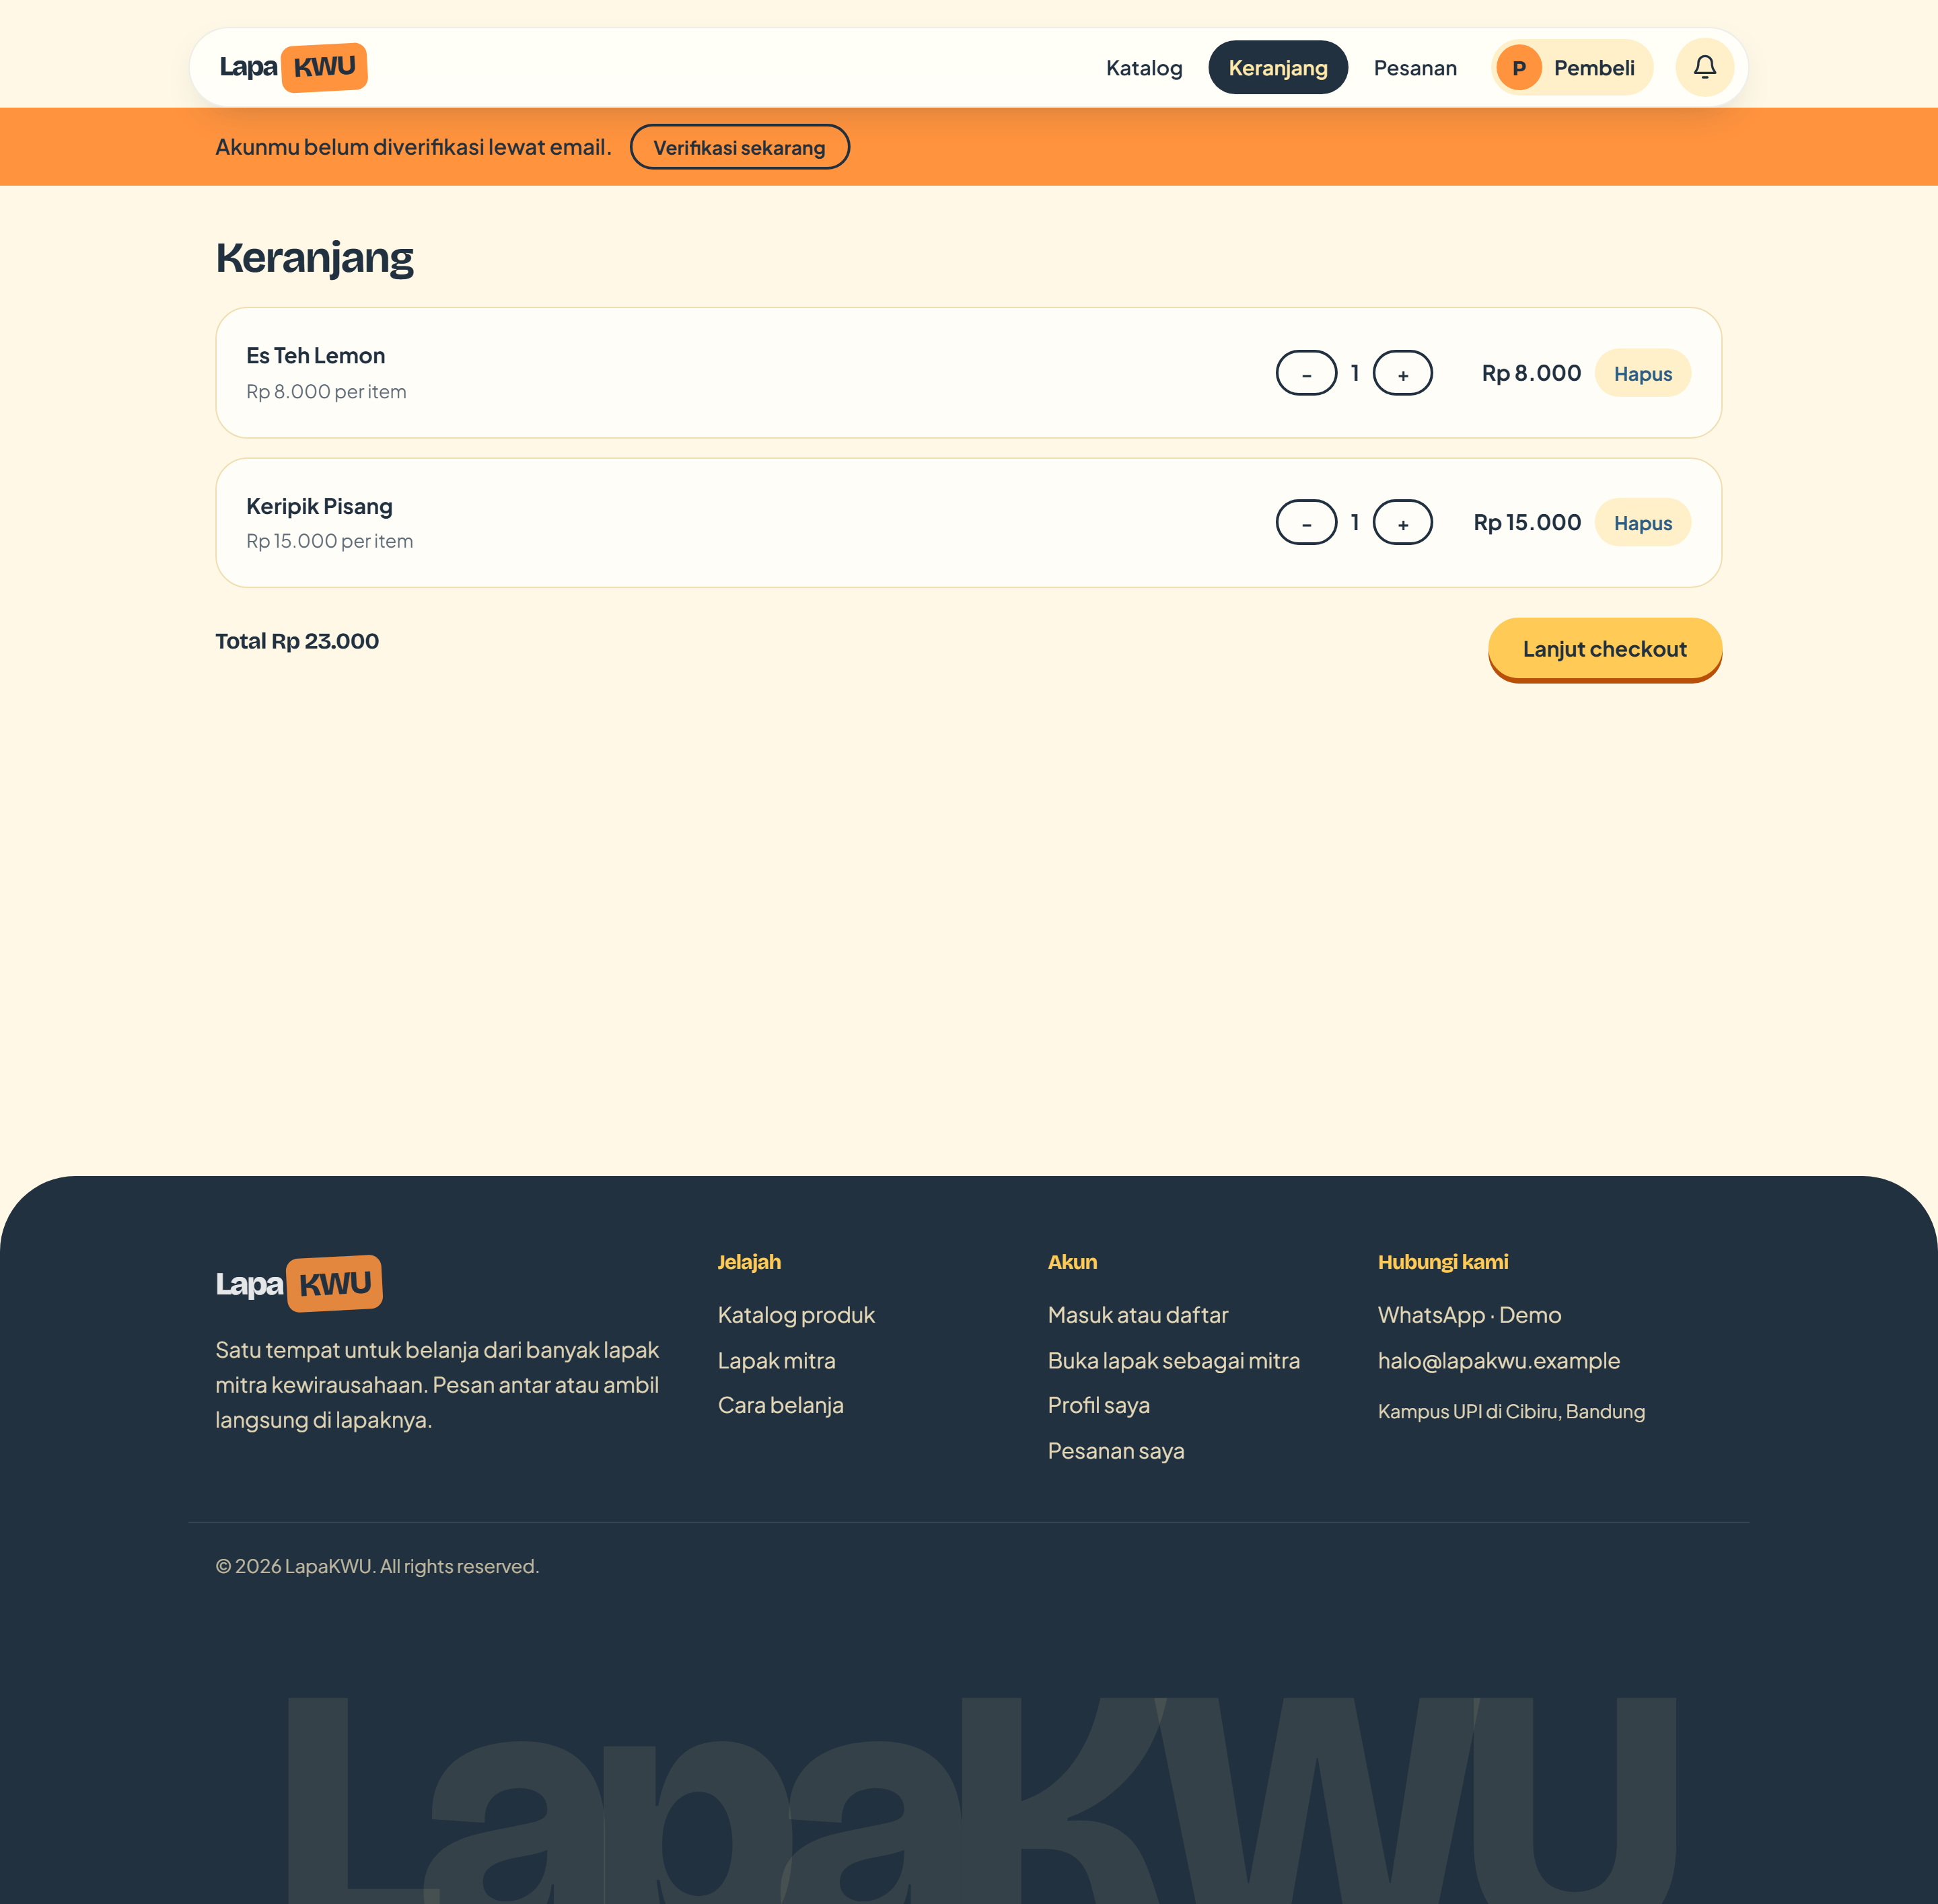 Lapa KWU
Katalog
Keranjang
Pesanan
P Pembeli
Akunmu belum diverifikasi lewat email.
Verifikasi sekarang
Keranjang
Es Teh Lemon
Rp 8.000 per item
- 1 + Rp 8.000 Hapus
Keripik Pisang
Rp 15.000 per item
- 1 + Rp 15.000 Hapus
Total Rp 23.000
Lanjut checkout
Lapa KWU
Satu tempat untuk belanja dari banyak lapak
mitra kewirausahaan. Pesan antar atau ambil
langsung di lapaknya.
Jelajah
Katalog produk
Lapak mitra
Cara belanja
Akun
Masuk atau daftar
Buka lapak sebagai mitra
Profil saya
Pesanan saya
Hubungi kami
WhatsApp · Demo
halo@lapakwu.example
Kampus UPI di Cibiru, Bandung
© 2026 LapaKWU. All rights reserved.
LapaKWU